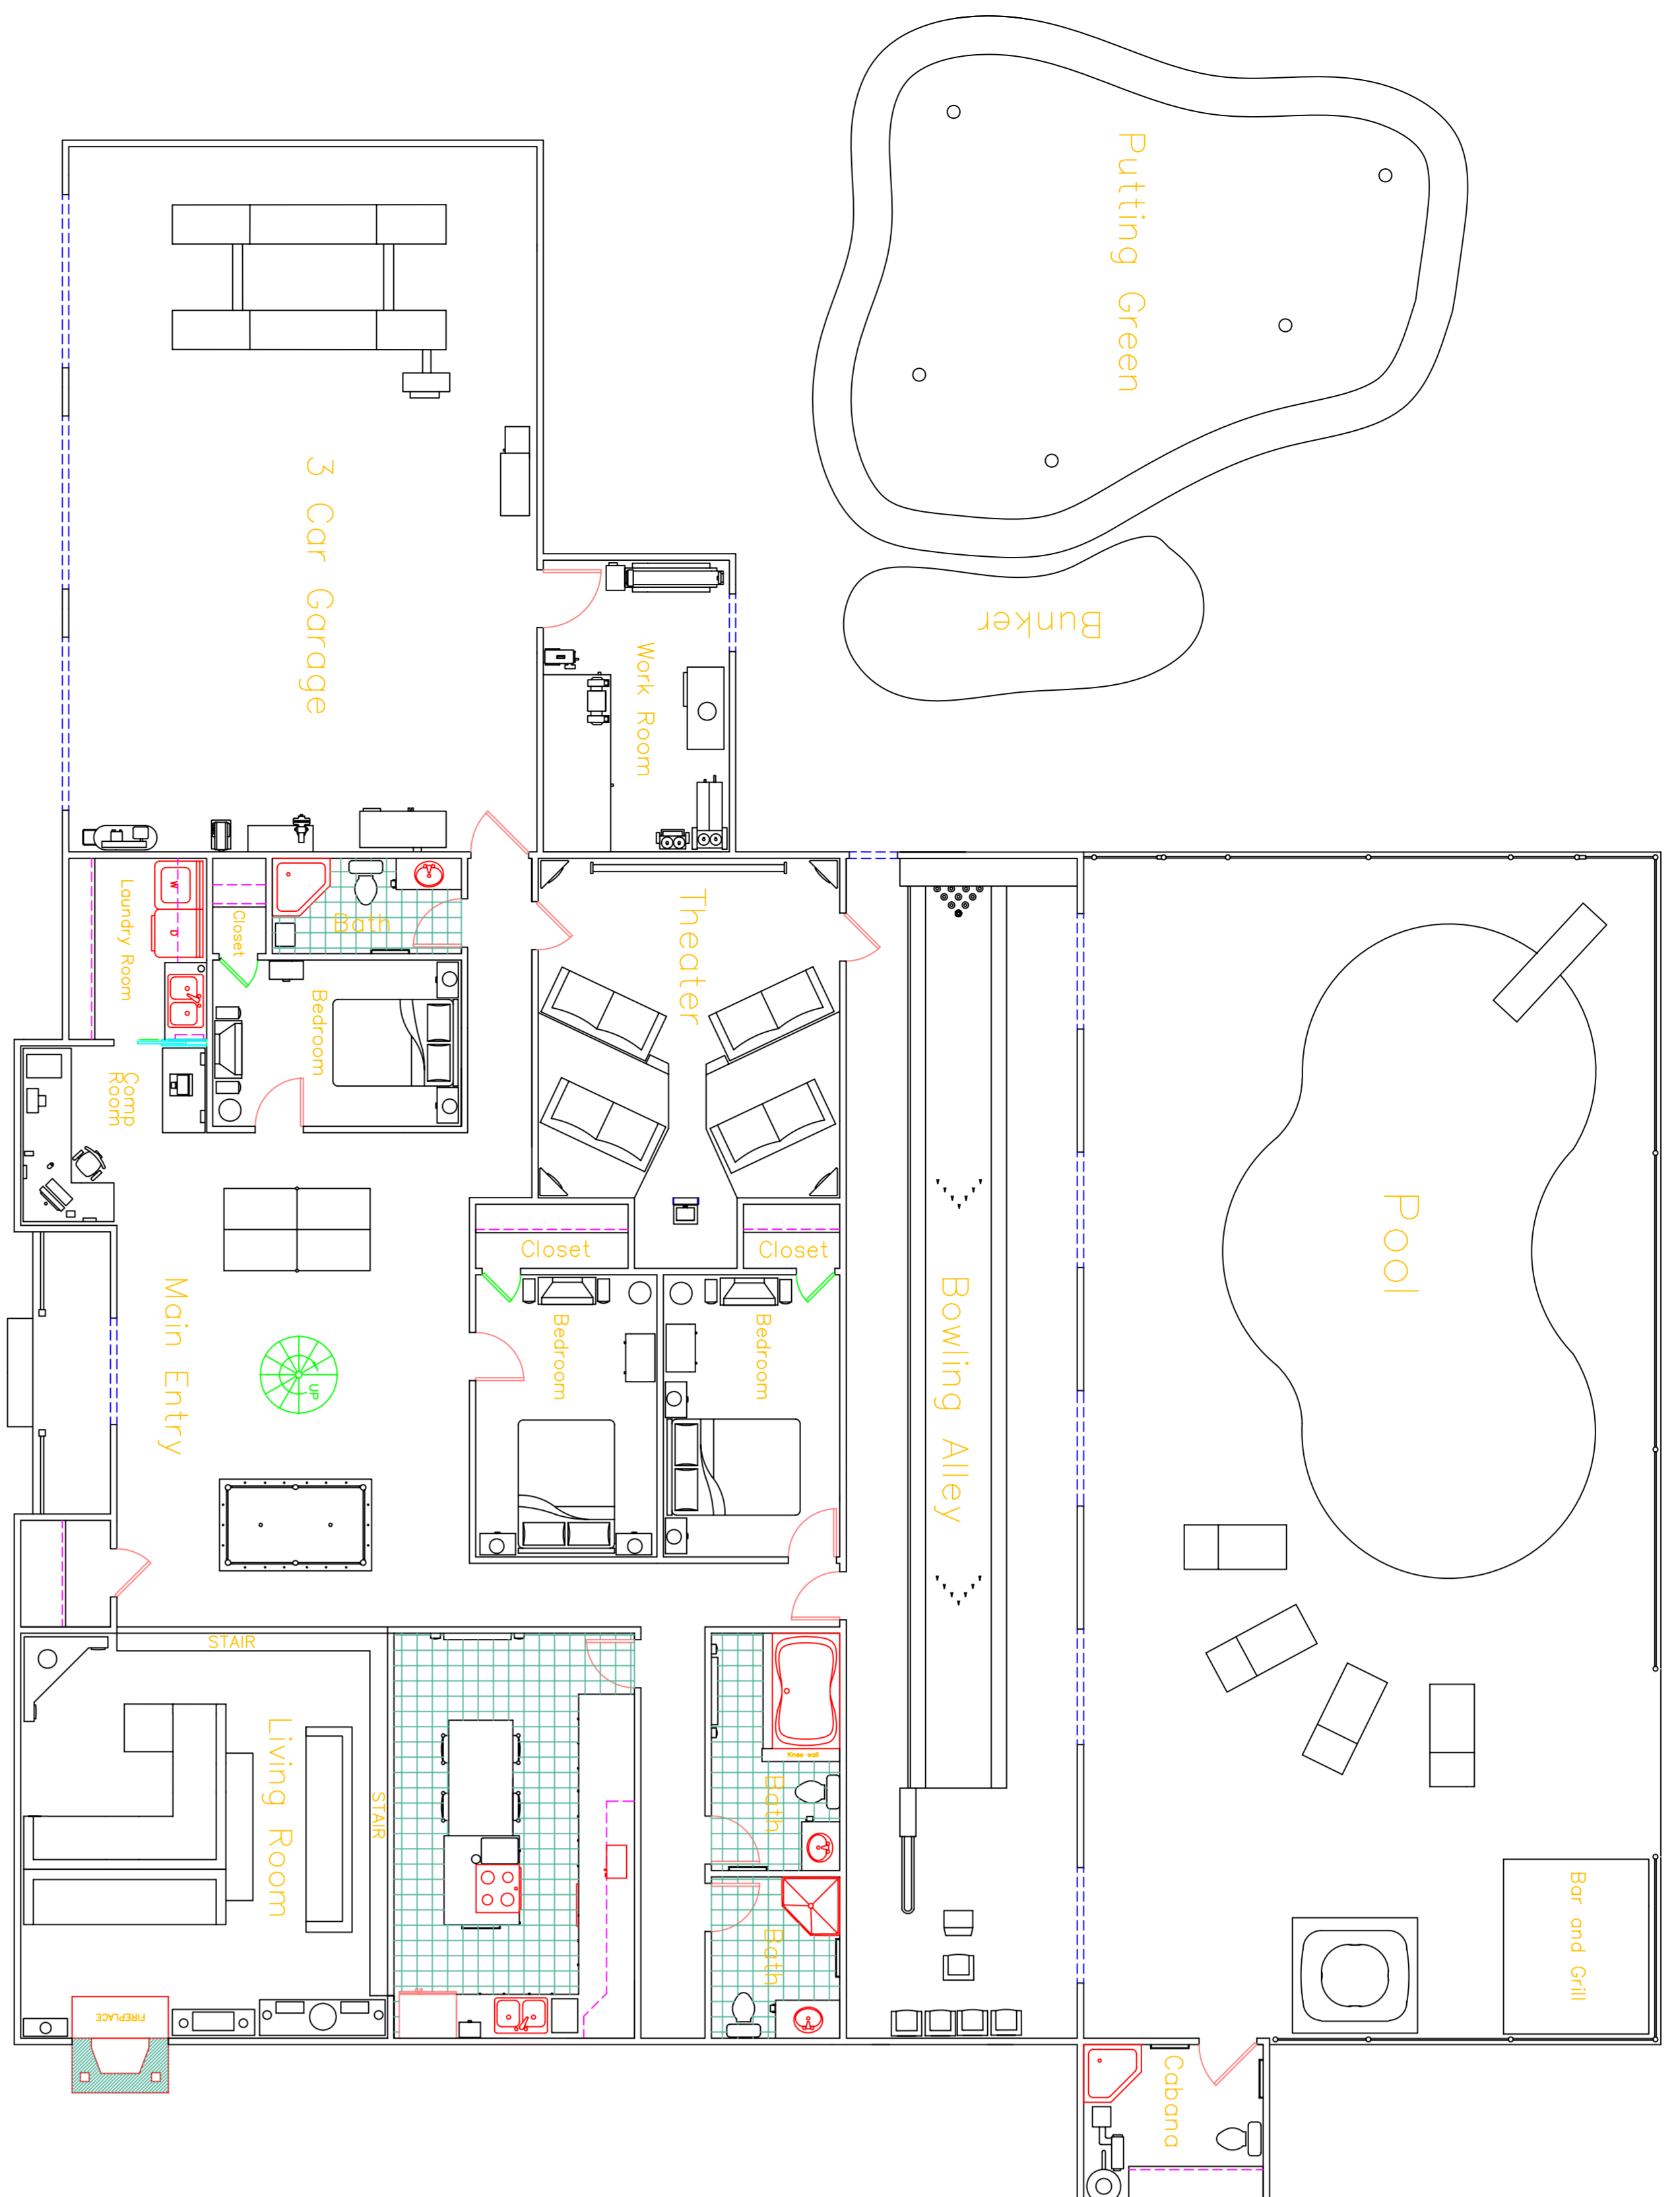 Putting Green
Bunker
3 Car Garage
Work Room
Laundry Room
W
D
Closet
Bath
Bedroom
Theater
Comp
Room
Closet
Closet
Bedroom
Bedroom
Main Entry
UP
Bowling Alley
Pool
STAIR
STAIR
Living Room
FIREPLACE
Knee wall
Bath
Bath
Bar and Grill
Cabana